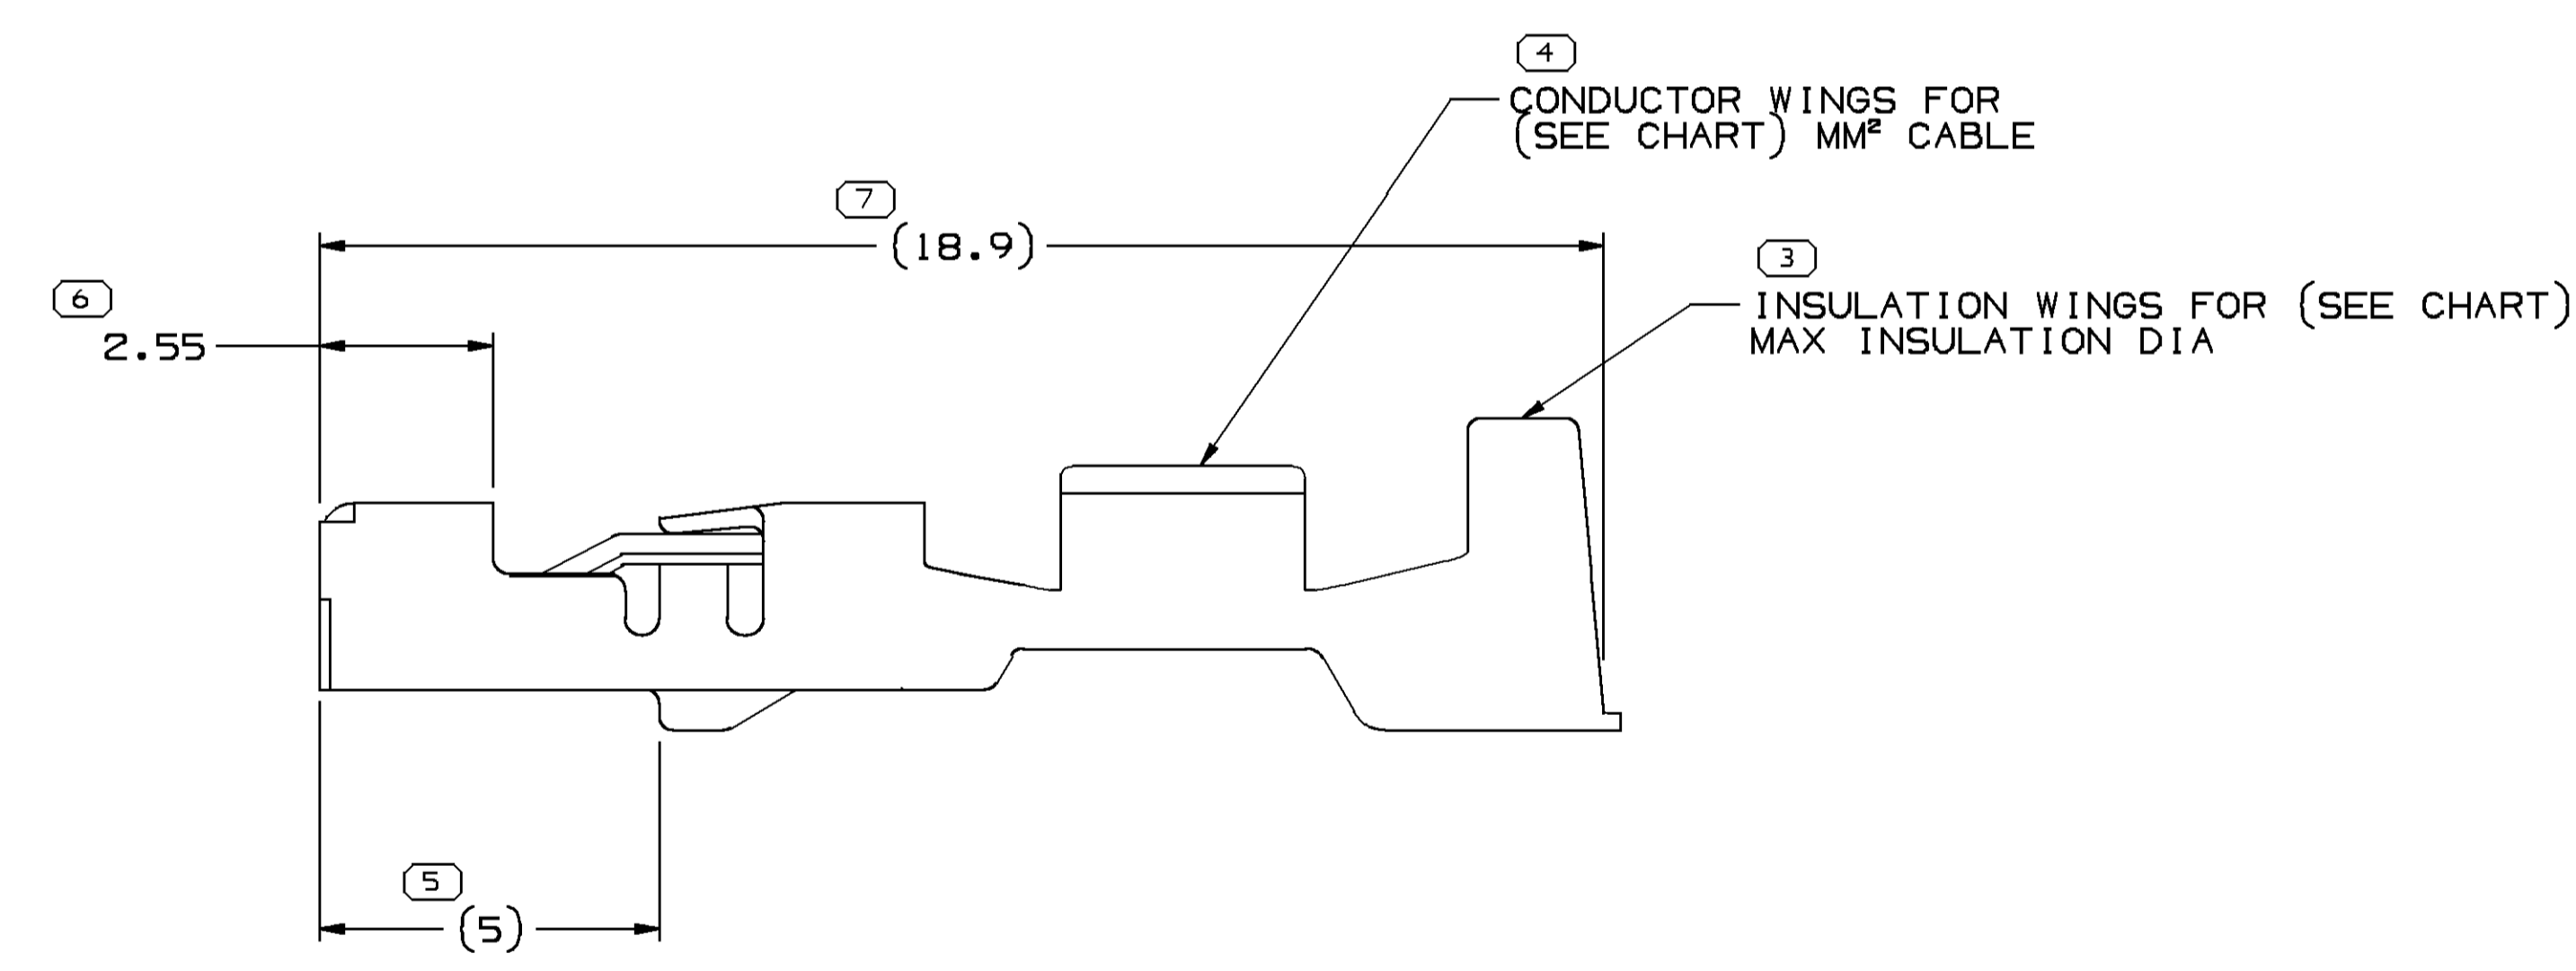 4
CONDUCTOR WINGS FOR
(SEE CHART) MM² CABLE
7
(18.9)
3
INSULATION WINGS FOR (SEE CHART)
MAX INSULATION DIA
6
2.55
5
(5)